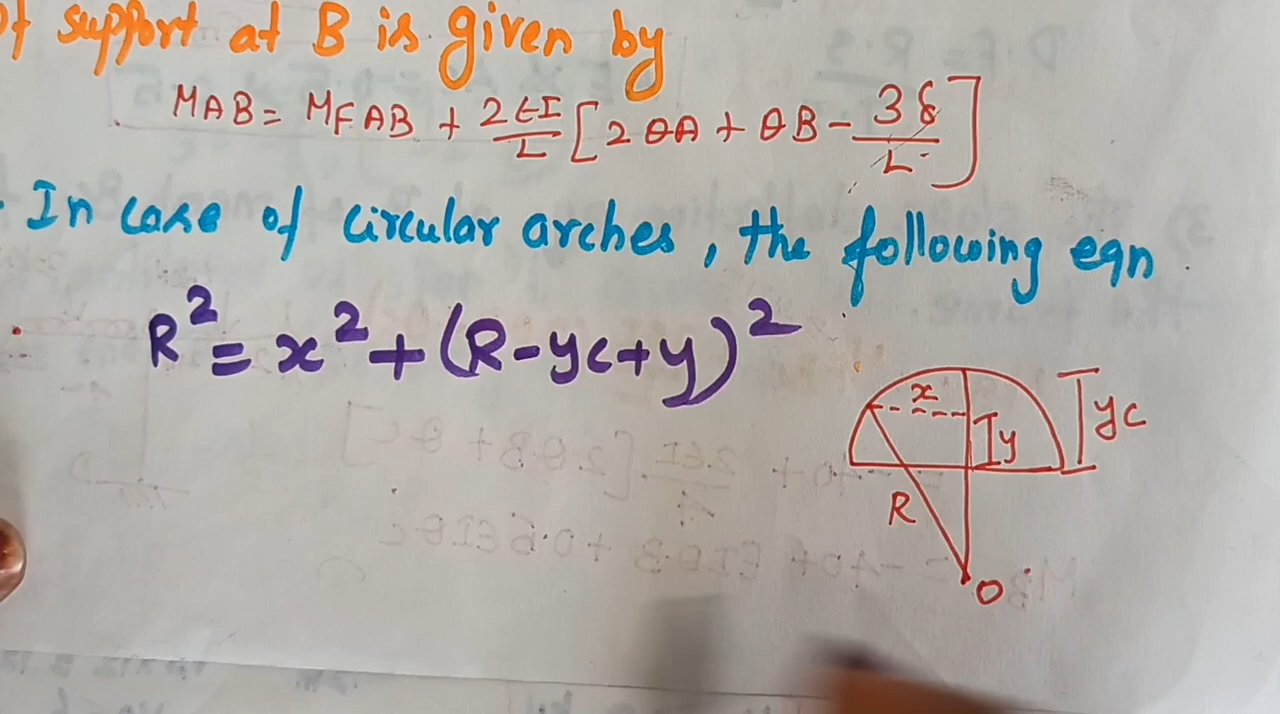 of support at B is given by
MAB = MFAB + 2EI/L [2θA + θB - 3δ/L]
In case of circular arches, the following eqn
R² = x² + (R-yc+y)²
x
y
yc
R
O